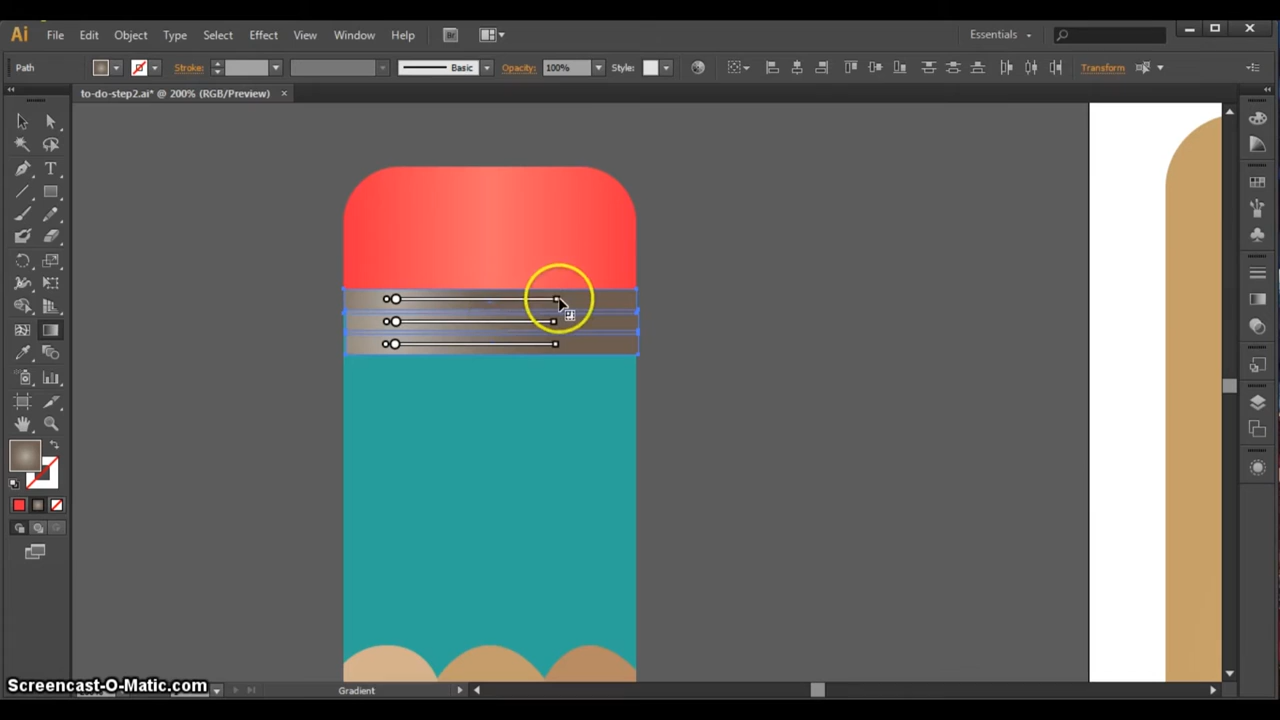 Ai File Edit Object Type Select Effect View Window Help Br Essentials
Path Stroke: Basic Opacity: 100% Style: Transform
to-do-step2.ai* @ 200% (RGB/Preview) ×
T
Screencast-O-Matic.com
Gradient